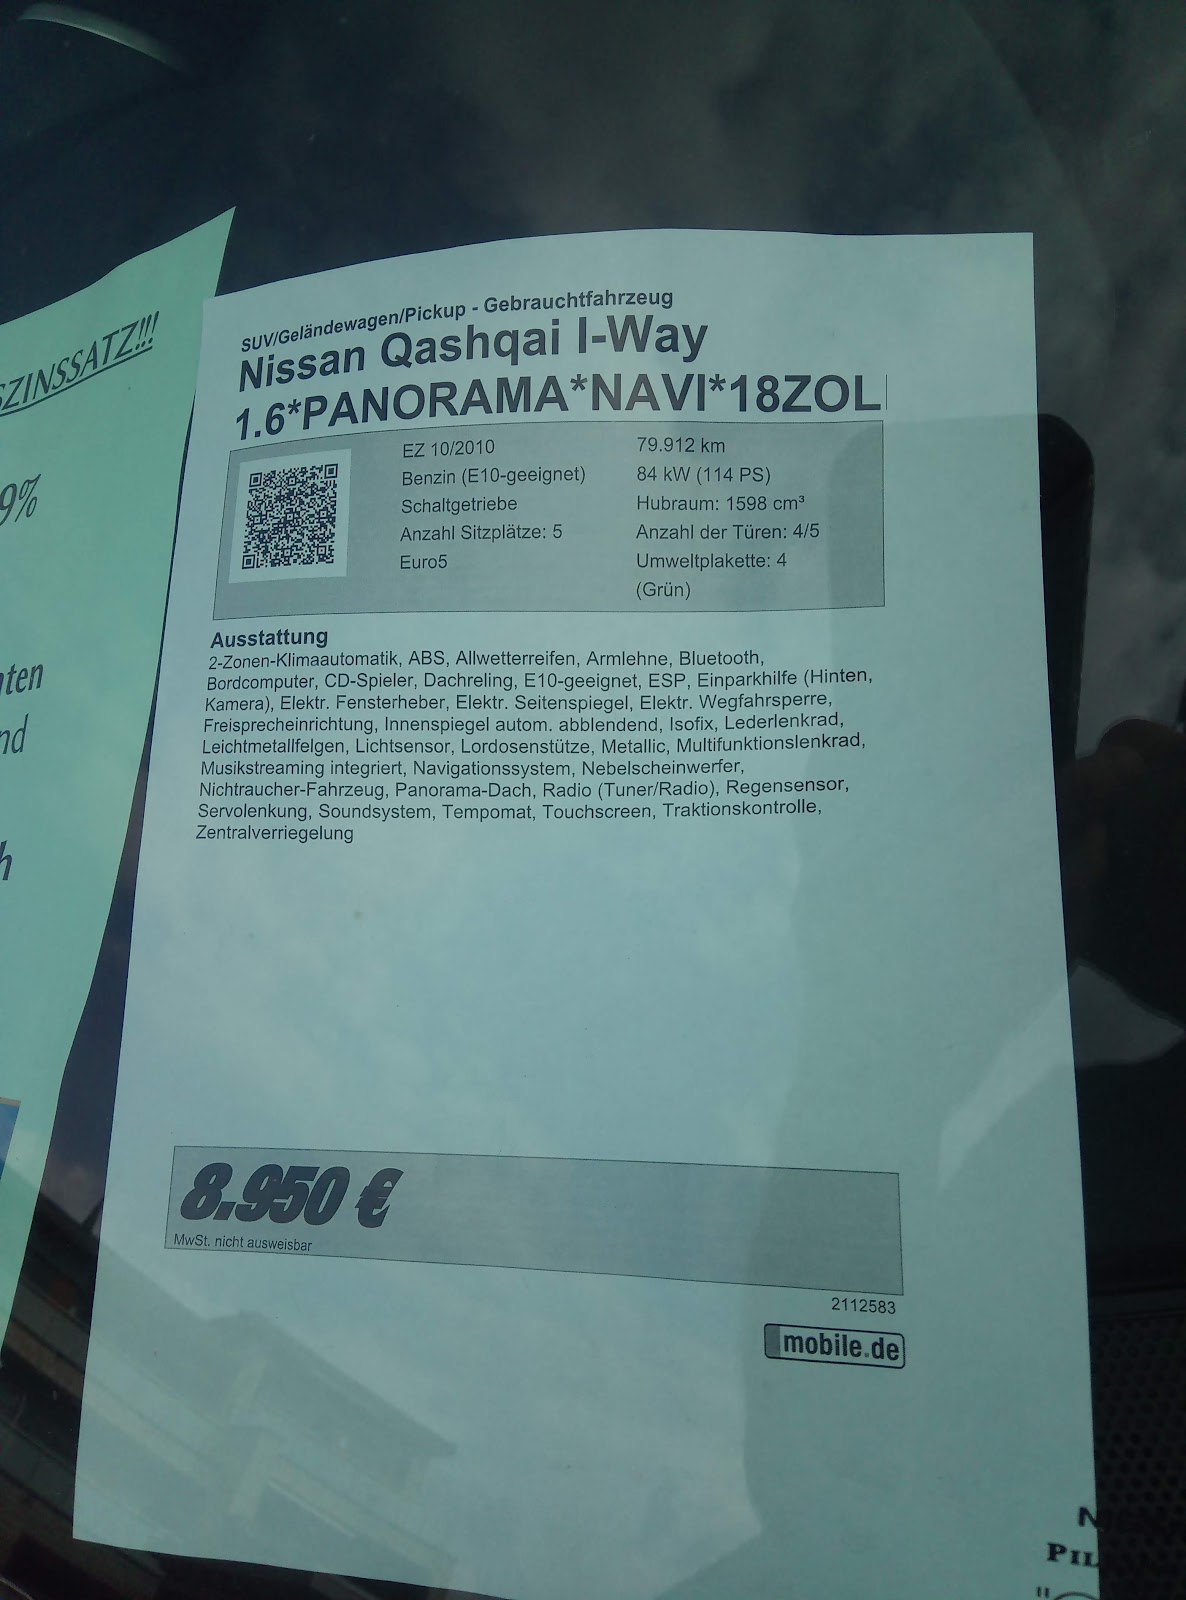 SZINSSATZ!!!
9%
nten
nd
h
SUV/Geländewagen/Pickup - Gebrauchtfahrzeug
Nissan Qashqai I-Way
1.6*PANORAMA*NAVI*18ZOL
EZ 10/2010
79.912 km
Benzin (E10-geeignet)
84 kW (114 PS)
Schaltgetriebe
Hubraum: 1598 cm³
Anzahl Sitzplätze: 5
Anzahl der Türen: 4/5
Euro5
Umweltplakette: 4
(Grün)
Ausstattung
2-Zonen-Klimaautomatik, ABS, Allwetterreifen, Armlehne, Bluetooth,
Bordcomputer, CD-Spieler, Dachreling, E10-geeignet, ESP, Einparkhilfe (Hinten,
Kamera), Elektr. Fensterheber, Elektr. Seitenspiegel, Elektr. Wegfahrsperre,
Freisprecheinrichtung, Innenspiegel autom. abblendend, Isofix, Lederlenkrad,
Leichtmetallfelgen, Lichtsensor, Lordosenstütze, Metallic, Multifunktionslenkrad,
Musikstreaming integriert, Navigationssystem, Nebelscheinwerfer,
Nichtraucher-Fahrzeug, Panorama-Dach, Radio (Tuner/Radio), Regensensor,
Servolenkung, Soundsystem, Tempomat, Touchscreen, Traktionskontrolle,
Zentralverriegelung
8.950 €
MwSt. nicht ausweisbar
2112583
mobile.de
PIL